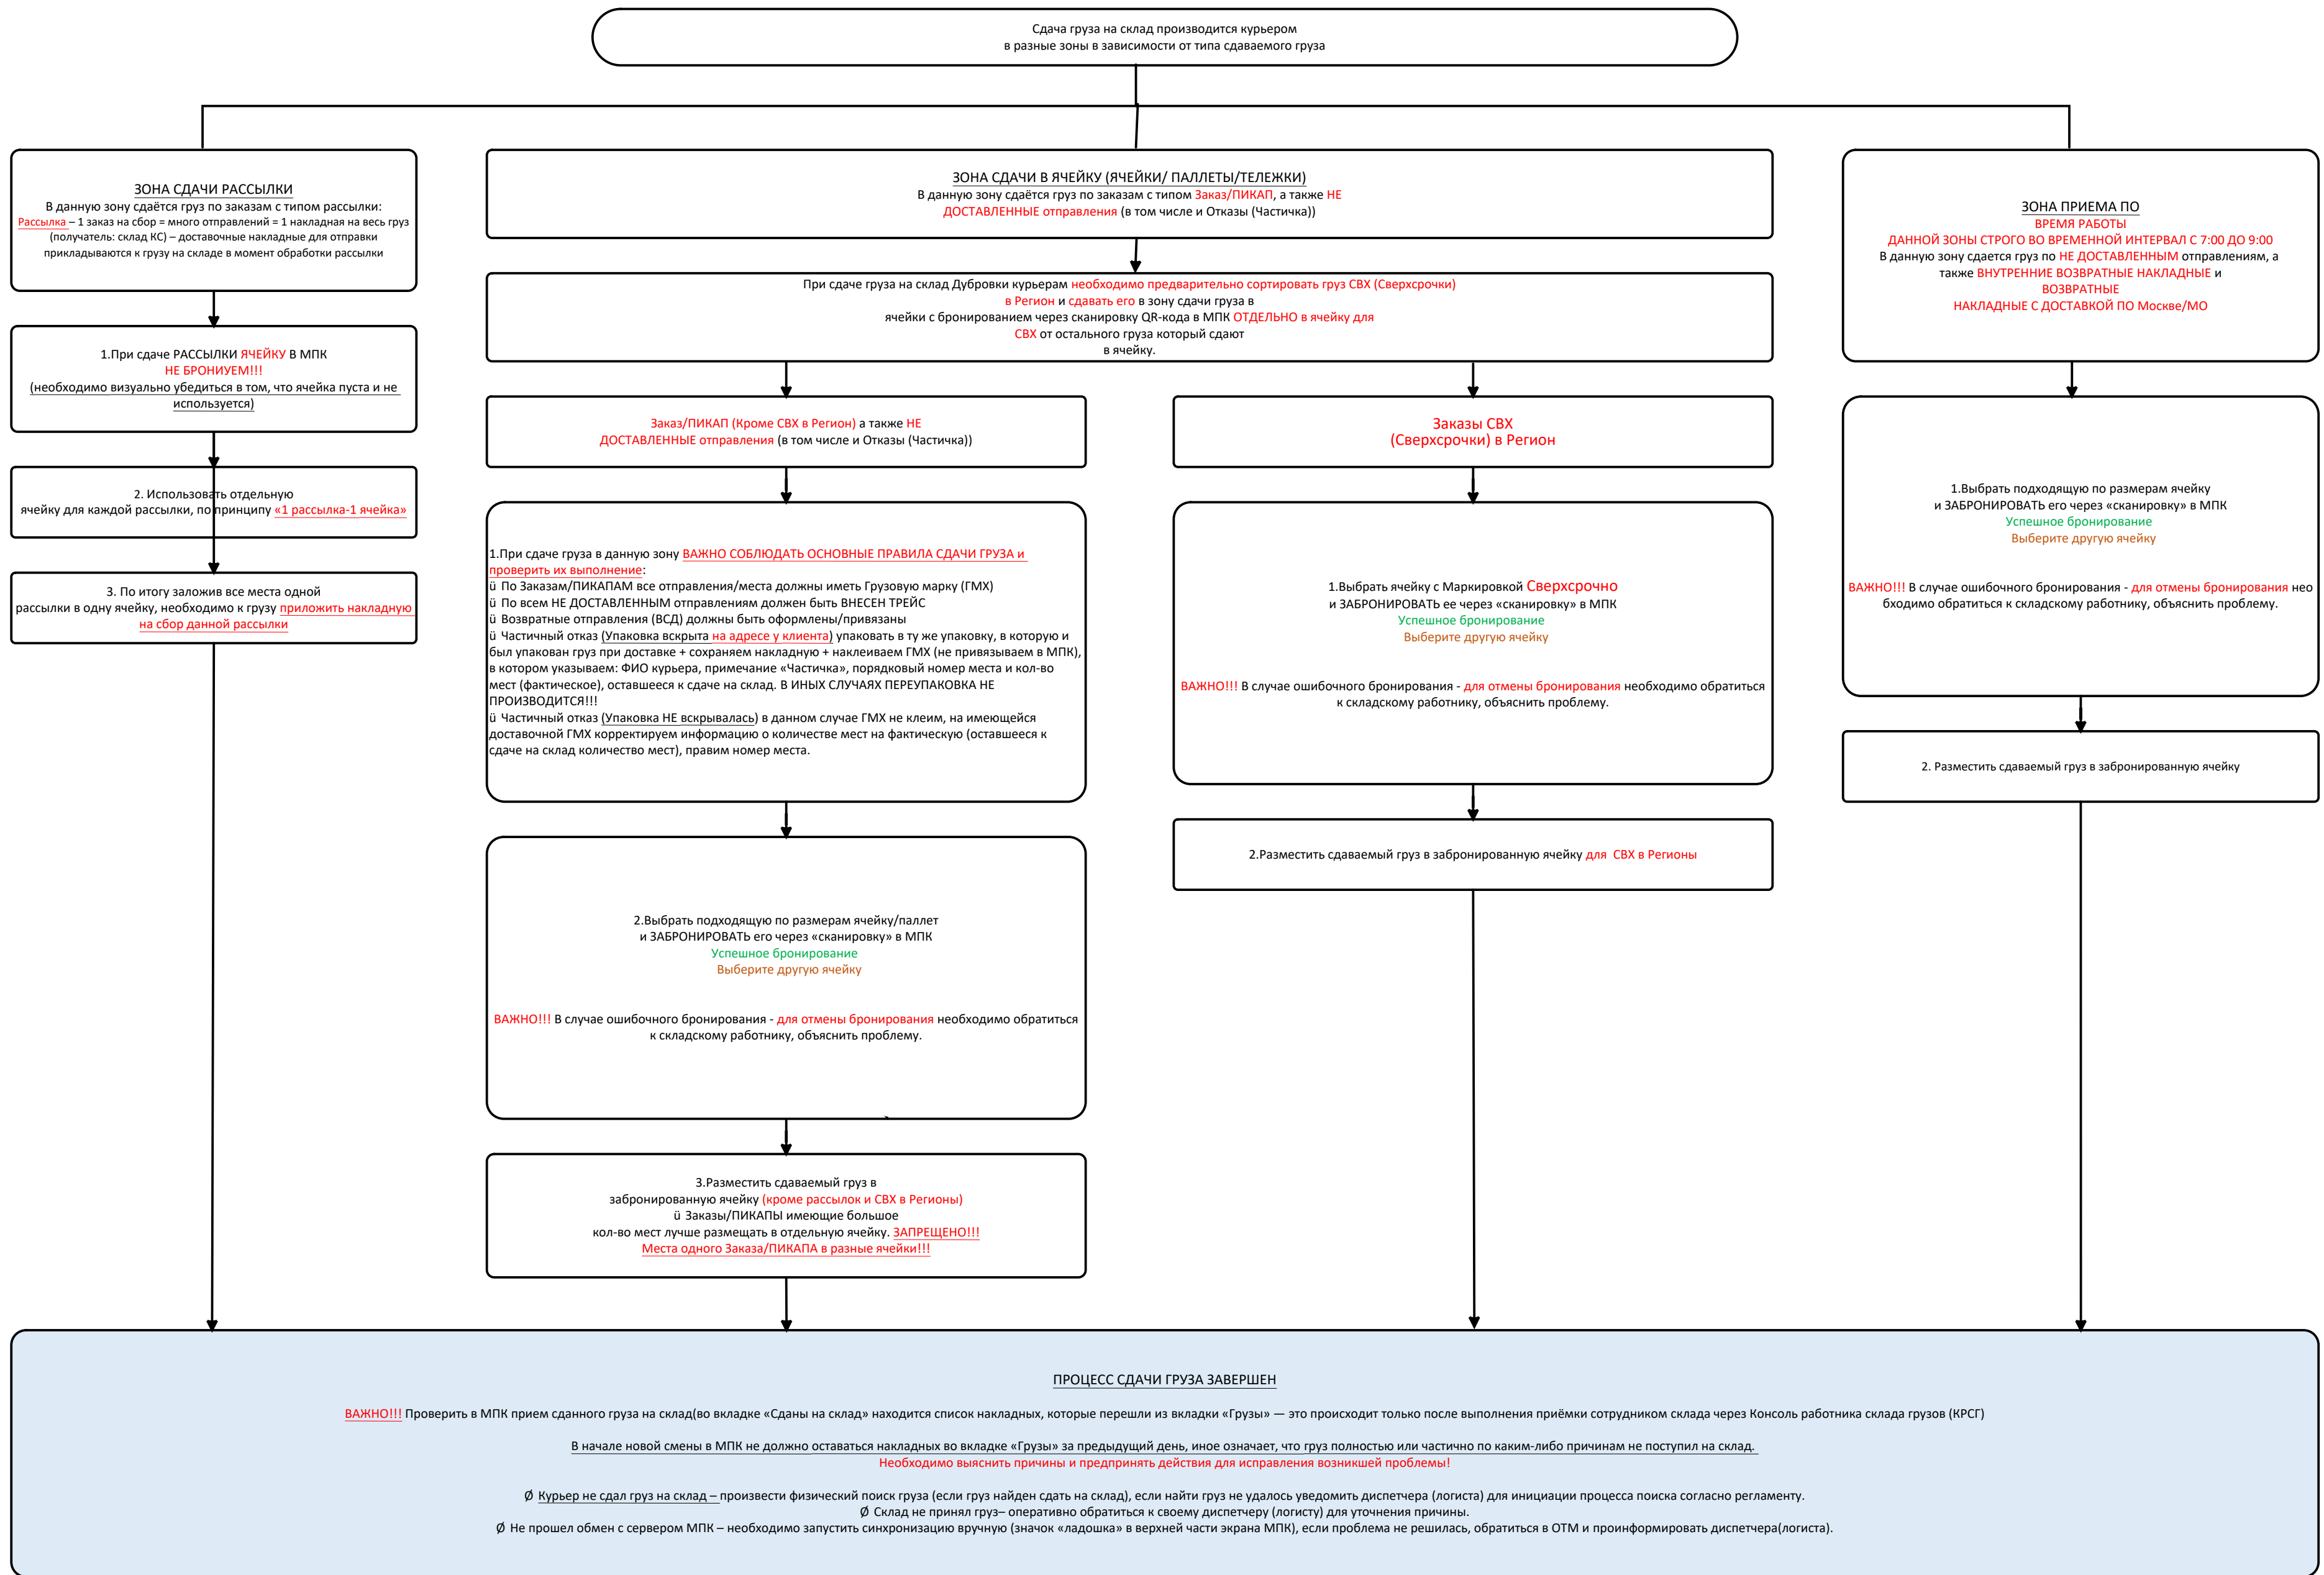 Сдача груза на склад производится курьером
в разные зоны в зависимости от типа сдаваемого груза
ЗОНА СДАЧИ РАССЫЛКИ
В данную зону сдаётся груз по заказам с типом рассылки:
Рассылка – 1 заказ на сбор = много отправлений = 1 накладная на весь груз
(получатель: склад КС) – доставочные накладные для отправки
прикладываются к грузу на складе в момент обработки рассылки
1.При сдаче РАССЫЛКИ ЯЧЕЙКУ В МПК
НЕ БРОНИУЕМ!!!
(необходимо визуально убедиться в том, что ячейка пуста и не
используется)
2. Использовать отдельную
ячейку для каждой рассылки, по принципу «1 рассылка-1 ячейка»
3. По итогу заложив все места одной
рассылки в одну ячейку, необходимо к грузу приложить накладную
на сбор данной рассылки
ЗОНА СДАЧИ В ЯЧЕЙКУ (ЯЧЕЙКИ/ ПАЛЛЕТЫ/ТЕЛЕЖКИ)
В данную зону сдаётся груз по заказам с типом Заказ/ПИКАП, а также НЕ
ДОСТАВЛЕННЫЕ отправления (в том числе и Отказы (Частичка))
При сдаче груза на склад Дубровки курьерам необходимо предварительно сортировать груз СВХ (Сверхсрочки)
в Регион и сдавать его в зону сдачи груза в
ячейки с бронированием через сканировку QR-кода в МПК ОТДЕЛЬНО в ячейку для
СВХ от остального груза который сдают
в ячейку.
Заказ/ПИКАП (Кроме СВХ в Регион) а также НЕ
ДОСТАВЛЕННЫЕ отправления (в том числе и Отказы (Частичка))
1.При сдаче груза в данную зону ВАЖНО СОБЛЮДАТЬ ОСНОВНЫЕ ПРАВИЛА СДАЧИ ГРУЗА и
проверить их выполнение:
ü По Заказам/ПИКАПАМ все отправления/места должны иметь Грузовую марку (ГМХ)
ü По всем НЕ ДОСТАВЛЕННЫМ отправлениям должен быть ВНЕСЕН ТРЕЙС
ü Возвратные отправления (ВСД) должны быть оформлены/привязаны
ü Частичный отказ (Упаковка вскрыта на адресе у клиента) упаковать в ту же упаковку, в которую и
был упакован груз при доставке + сохраняем накладную + наклеиваем ГМХ (не привязываем в МПК),
в котором указываем: ФИО курьера, примечание «Частичка», порядковый номер места и кол-во
мест (фактическое), оставшееся к сдаче на склад. В ИНЫХ СЛУЧАЯХ ПЕРЕУПАКОВКА НЕ
ПРОИЗВОДИТСЯ!!!
ü Частичный отказ (Упаковка НЕ вскрывалась) в данном случае ГМХ не клеим, на имеющейся
доставочной ГМХ корректируем информацию о количестве мест на фактическую (оставшееся к
сдаче на склад количество мест), правим номер места.
2.Выбрать подходящую по размерам ячейку/паллет
и ЗАБРОНИРОВАТЬ его через «сканировку» в МПК
Успешное бронирование
Выберите другую ячейку
ВАЖНО!!! В случае ошибочного бронирования - для отмены бронирования необходимо обратиться
к складскому работнику, объяснить проблему.
3.Разместить сдаваемый груз в
забронированную ячейку (кроме рассылок и СВХ в Регионы)
ü Заказы/ПИКАПЫ имеющие большое
кол-во мест лучше размещать в отдельную ячейку. ЗАПРЕЩЕНО!!!
Места одного Заказа/ПИКАПА в разные ячейки!!!
Заказы СВХ
(Сверхсрочки) в Регион
1.Выбрать ячейку с Маркировкой Сверхсрочно
и ЗАБРОНИРОВАТЬ ее через «сканировку» в МПК
Успешное бронирование
Выберите другую ячейку
ВАЖНО!!! В случае ошибочного бронирования - для отмены бронирования необходимо обратиться
к складскому работнику, объяснить проблему.
2.Разместить сдаваемый груз в забронированную ячейку для СВХ в Регионы
ЗОНА ПРИЕМА ПО
ВРЕМЯ РАБОТЫ
ДАННОЙ ЗОНЫ СТРОГО ВО ВРЕМЕННОЙ ИНТЕРВАЛ С 7:00 ДО 9:00
В данную зону сдается груз по НЕ ДОСТАВЛЕННЫМ отправлениям, а
также ВНУТРЕННИЕ ВОЗВРАТНЫЕ НАКЛАДНЫЕ и
ВОЗВРАТНЫЕ
НАКЛАДНЫЕ С ДОСТАВКОЙ ПО Москве/МО
1.Выбрать подходящую по размерам ячейку
и ЗАБРОНИРОВАТЬ его через «сканировку» в МПК
Успешное бронирование
Выберите другую ячейку
ВАЖНО!!! В случае ошибочного бронирования - для отмены бронирования нео
бходимо обратиться к складскому работнику, объяснить проблему.
2. Разместить сдаваемый груз в забронированную ячейку
ПРОЦЕСС СДАЧИ ГРУЗА ЗАВЕРШЕН
ВАЖНО!!! Проверить в МПК прием сданного груза на склад(во вкладке «Сданы на склад» находится список накладных, которые перешли из вкладки «Грузы» — это происходит только после выполнения приёмки сотрудником склада через Консоль работника склада грузов (КРСГ)
В начале новой смены в МПК не должно оставаться накладных во вкладке «Грузы» за предыдущий день, иное означает, что груз полностью или частично по каким-либо причинам не поступил на склад.
Необходимо выяснить причины и предпринять действия для исправления возникшей проблемы!
Ø Курьер не сдал груз на склад – произвести физический поиск груза (если груз найден сдать на склад), если найти груз не удалось уведомить диспетчера (логиста) для инициации процесса поиска согласно регламенту.
Ø Склад не принял груз– оперативно обратиться к своему диспетчеру (логисту) для уточнения причины.
Ø Не прошел обмен с сервером МПК – необходимо запустить синхронизацию вручную (значок «ладошка» в верхней части экрана МПК), если проблема не решилась, обратиться в ОТМ и проинформировать диспетчера(логиста).